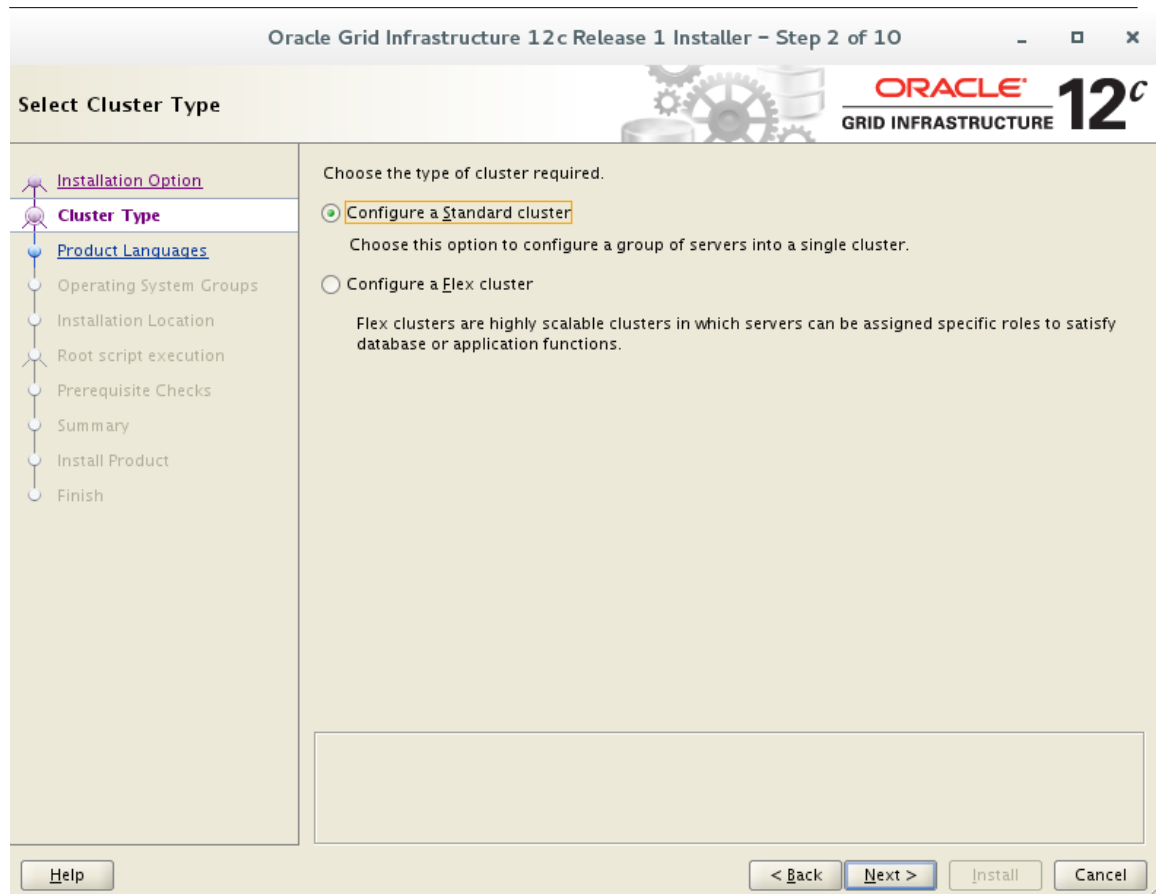 Oracle Grid Infrastructure 12c Release 1 Installer – Step 2 of 10
Select Cluster Type
ORACLE
GRID INFRASTRUCTURE
12c
Installation Option
Cluster Type
Product Languages
Operating System Groups
Installation Location
Root script execution
Prerequisite Checks
Summary
Install Product
Finish
Choose the type of cluster required.
Configure a Standard cluster
Choose this option to configure a group of servers into a single cluster.
Configure a Flex cluster
Flex clusters are highly scalable clusters in which servers can be assigned specific roles to satisfy
database or application functions.
Help
< Back
Next >
Install
Cancel